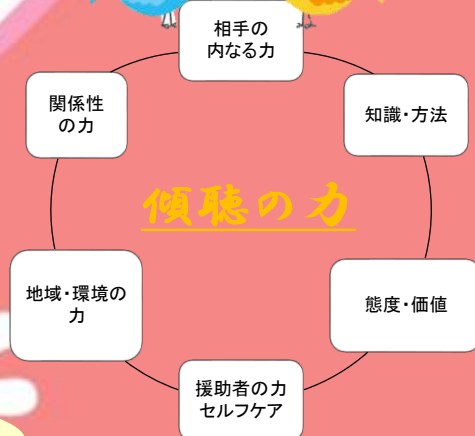 相手の
内なる力
関係性
の力
知識・方法
傾聴の力
地域・環境の
力
態度・価値
援助者の力
セルフケア